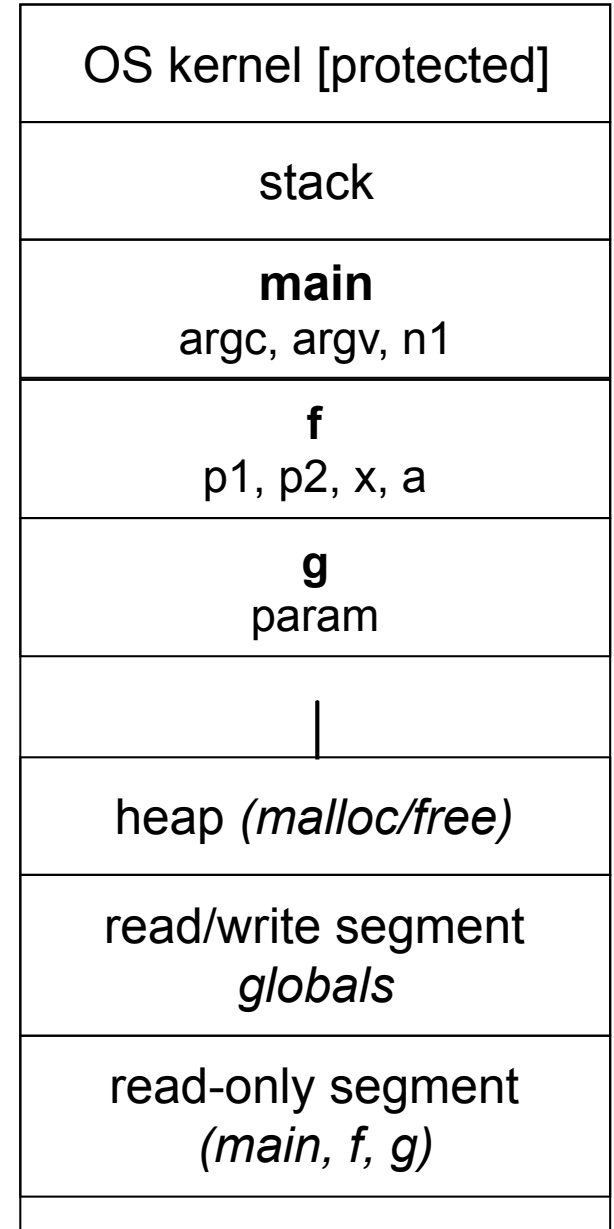 OS kernel [protected]
stack
main
argc, argv, n1
f
p1, p2, x, a
g
param
heap (malloc/free)
read/write segment
globals
read-only segment
(main, f, g)